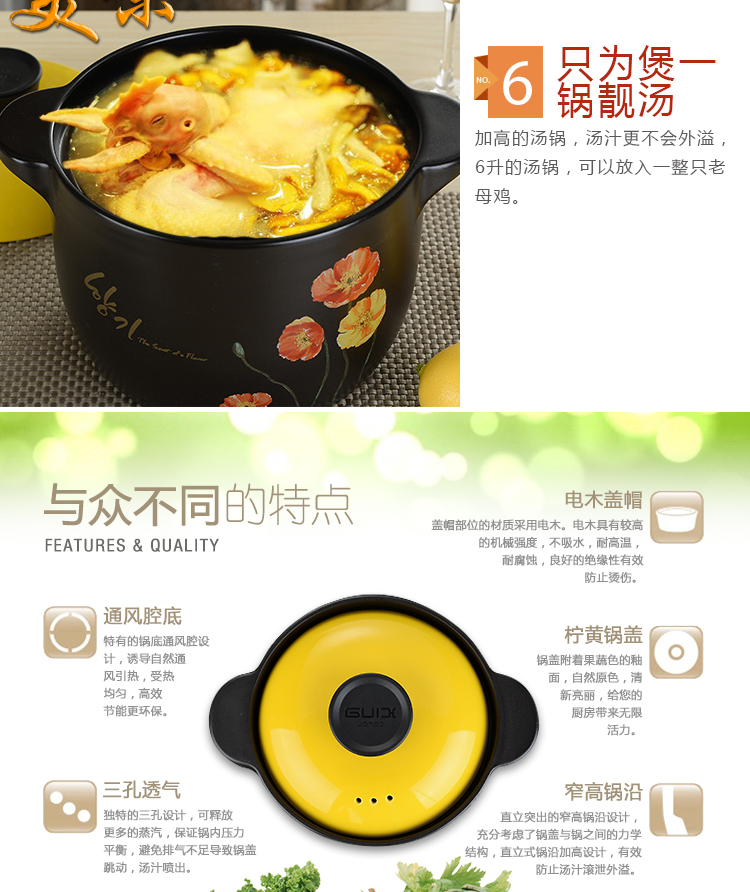 NO. 6
只为煲一
锅靓汤
加高的汤锅，汤汁更不会外溢，
6升的汤锅，可以放入一整只老
母鸡。
The Scent of a Flower
与众不同的特点
FEATURES & QUALITY
电木盖帽
盖帽部位的材质采用电木。电木具有较高
的机械强度，不吸水，耐高温，
耐腐蚀，良好的绝缘性有效
防止烫伤。
通风腔底
特有的锅底通风腔设
计，诱导自然通
风引热，受热
均匀，高效
节能更环保。
柠黄锅盖
锅盖附着果蔬色的釉
面，自然原色，清
新亮丽，给您的
厨房带来无限
活力。
GUIX
三孔透气
独特的三孔设计，可释放
更多的蒸汽，保证锅内压力
平衡，避免排气不足导致锅盖
跳动，汤汁喷出。
窄高锅沿
直立突出的窄高锅沿设计，
充分考虑了锅盖与锅之间的力学
结构，直立式锅沿加高设计，有效
防止汤汁滚泄外溢。